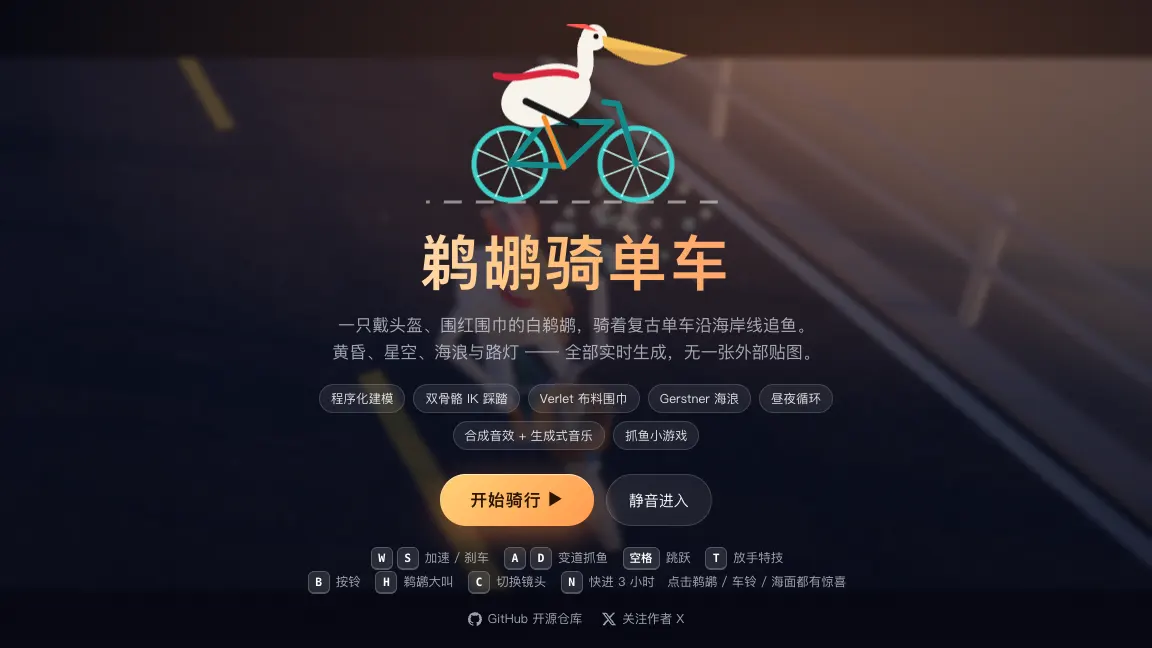 鹈鹕骑单车
一只戴头盔、围红围巾的白鹈鹕，骑着复古单车沿海岸线追鱼。
黄昏、星空、海浪与路灯 —— 全部实时生成，无一张外部贴图。
程序化建模 双骨骼 IK 踩踏 Verlet 布料围巾 Gerstner 海浪 昼夜循环
合成音效 + 生成式音乐 抓鱼小游戏
开始骑行 ▶ 静音进入
W S 加速 / 刹车 A D 变道抓鱼 空格 跳跃 T 放手特技
B 按铃 H 鹈鹕大叫 C 切换镜头 N 快进 3 小时 点击鹈鹕 / 车铃 / 海面都有惊喜
GitHub 开源仓库 关注作者 X